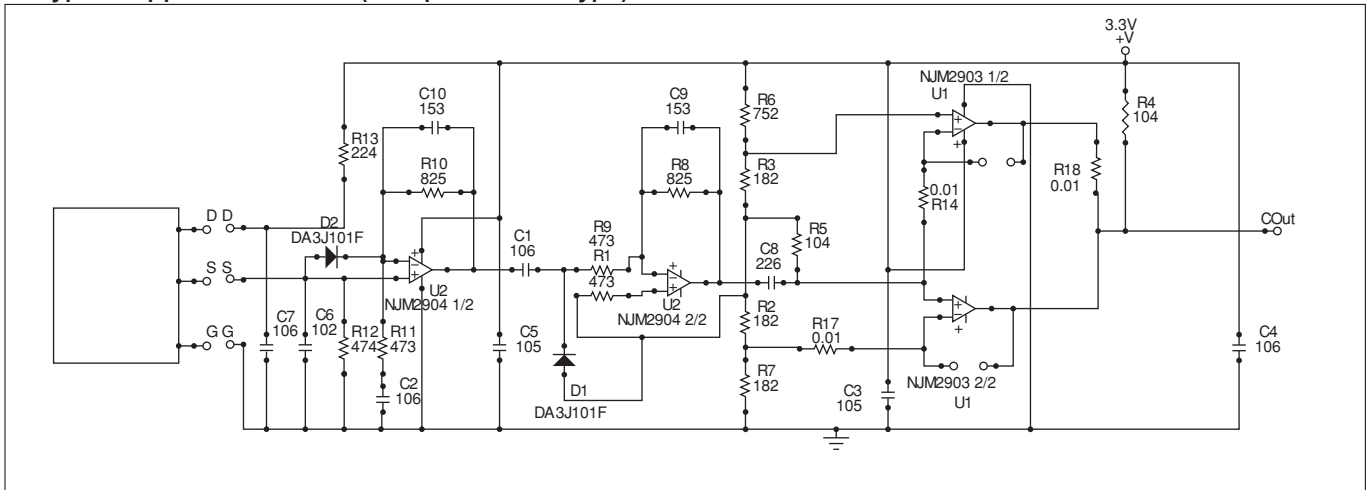 3.3V
+V
C10
153
C9
153
NJM2903 1/2
U1
R6
752
R4
104
R13
224
R10
825
R8
825
R3
182
R18
0.01
0.01
R14
D D
D2
DA3J101F
C1
106
R9
473
R1
473
R5
104
C8
226
COut
S S
U2
NJM2904 1/2
U2
NJM2904 2/2
G G
C7
106
C6
102
R12
474
R11
473
C5
105
R2
182
R17
0.01
C4
106
C2
106
D1
DA3J101F
R7
182
C3
105
NJM2903 2/2
U1